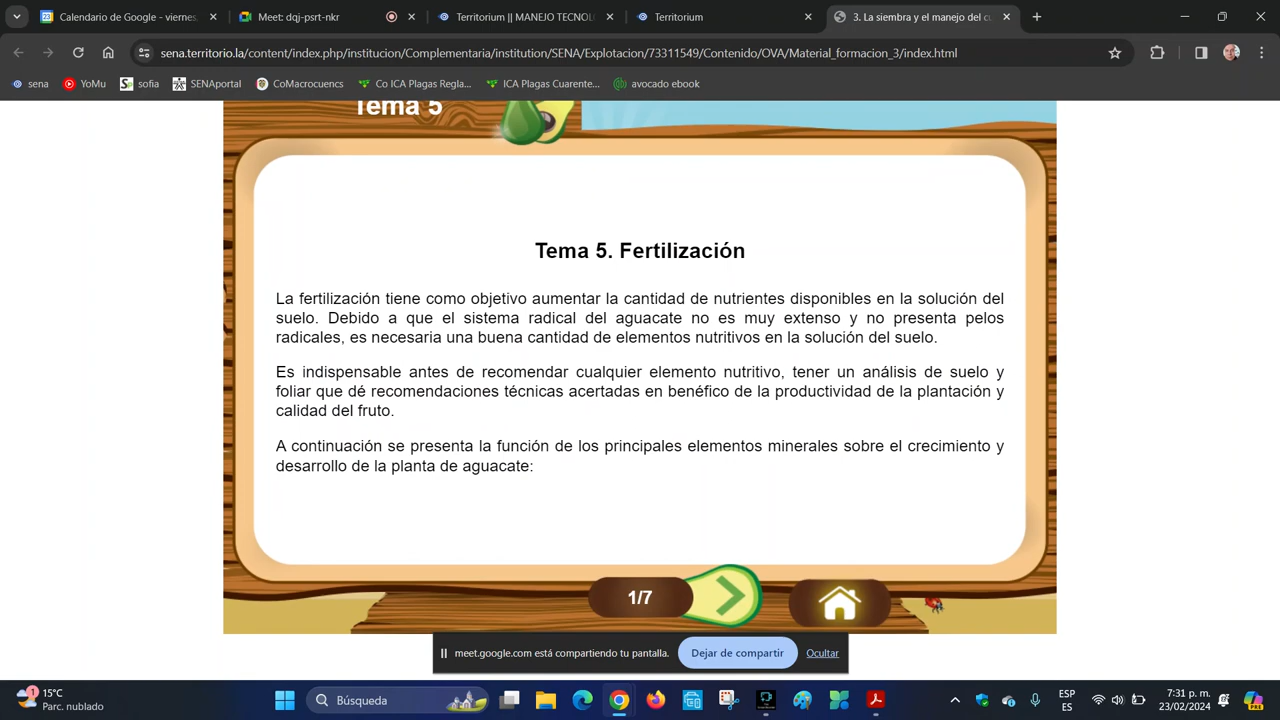 Calendario de Google - viernes,
Meet: dqj-psrt-nkr
Territorium || MANEJO TECNOL
Territorium
3. La siembra y el manejo del cu
sena.territorio.la/content/index.php/institucion/Complementaria/institution/SENA/Explotacion/73311549/Contenido/OVA/Material_formacion_3/index.html
sena
YoMu
sofia
SENAportal
CoMacrocuencs
Co ICA Plagas Regla...
ICA Plagas Cuarente...
avocado ebook
Tema 5
Tema 5. Fertilización
La fertilización tiene como objetivo aumentar la cantidad de nutrientes disponibles en la solución del
suelo. Debido a que el sistema radical del aguacate no es muy extenso y no presenta pelos
radicales, es necesaria una buena cantidad de elementos nutritivos en la solución del suelo.
Es indispensable antes de recomendar cualquier elemento nutritivo, tener un análisis de suelo y
foliar que dé recomendaciones técnicas acertadas en benéfico de la productividad de la plantación y
calidad del fruto.
A continuación se presenta la función de los principales elementos minerales sobre el crecimiento y
desarrollo de la planta de aguacate:
1/7
meet.google.com está compartiendo tu pantalla.
Dejar de compartir
Ocultar
1
15°C
Parc. nublado
Búsqueda
ESP
ES
7:31 p. m.
23/02/2024